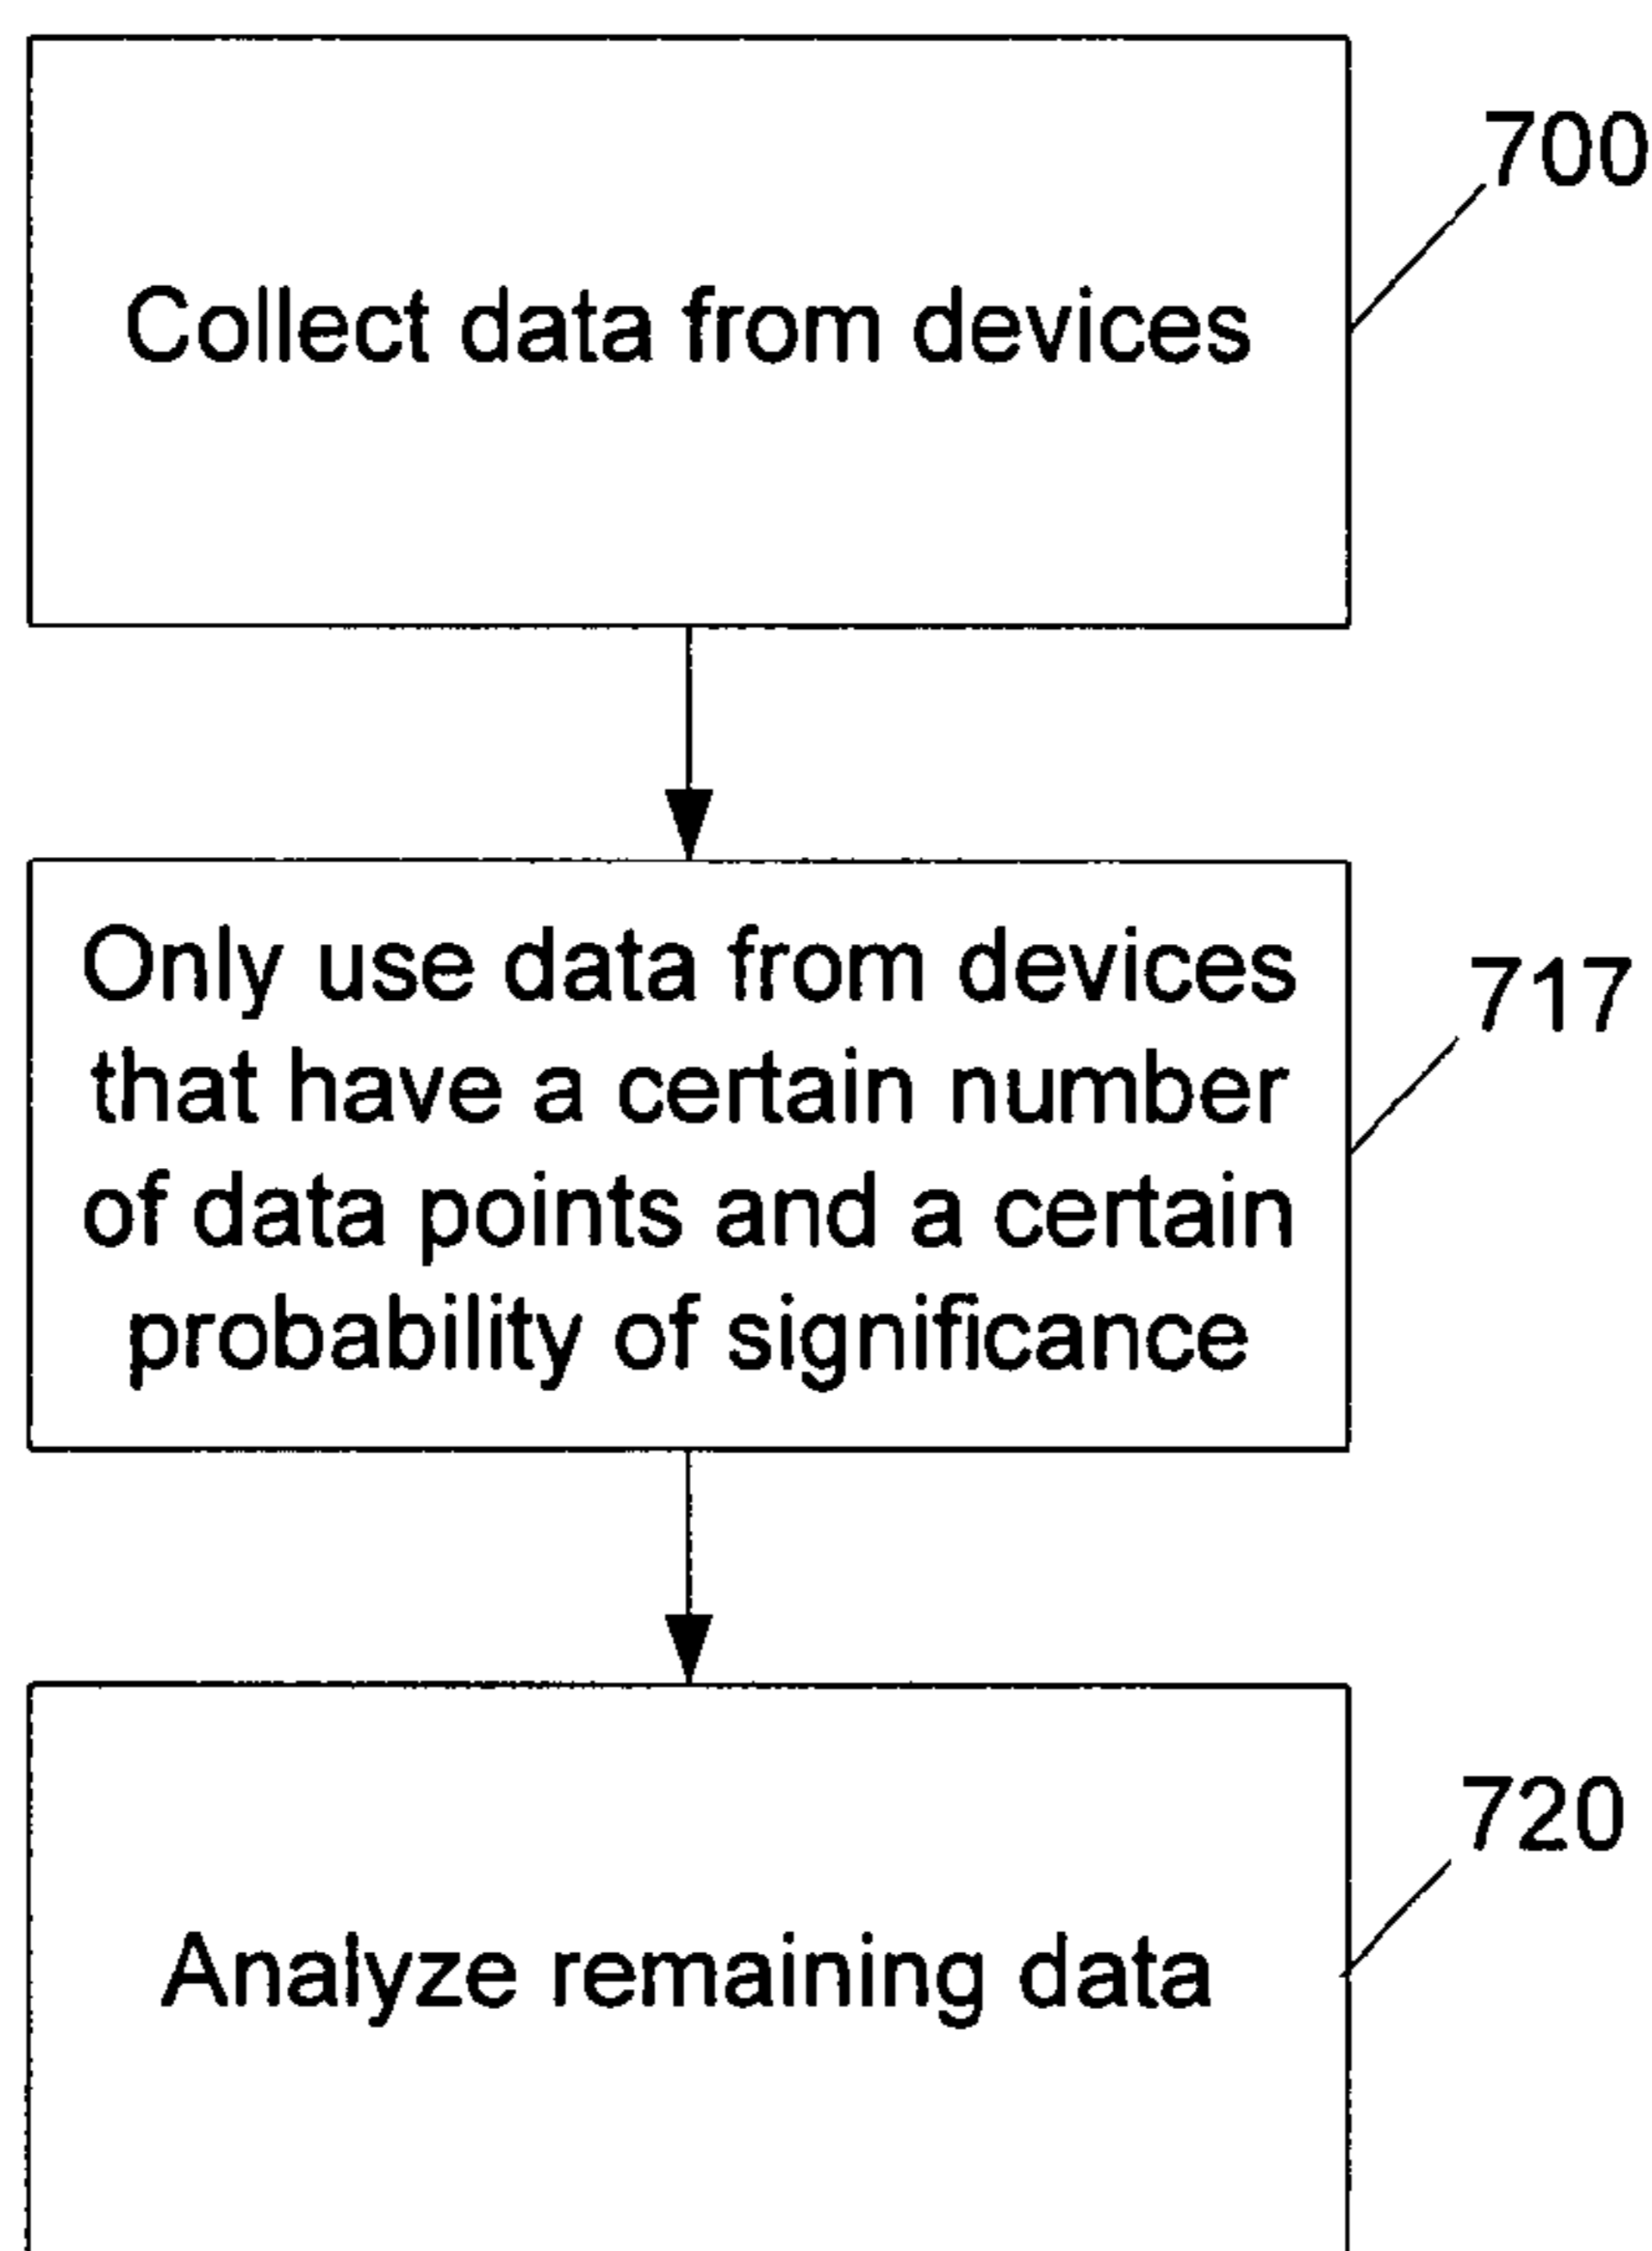 700
Collect data from devices
Only use data from devices
717
that have a certain number
of data points and a certain
probability of significance
720
Analyze remaining data